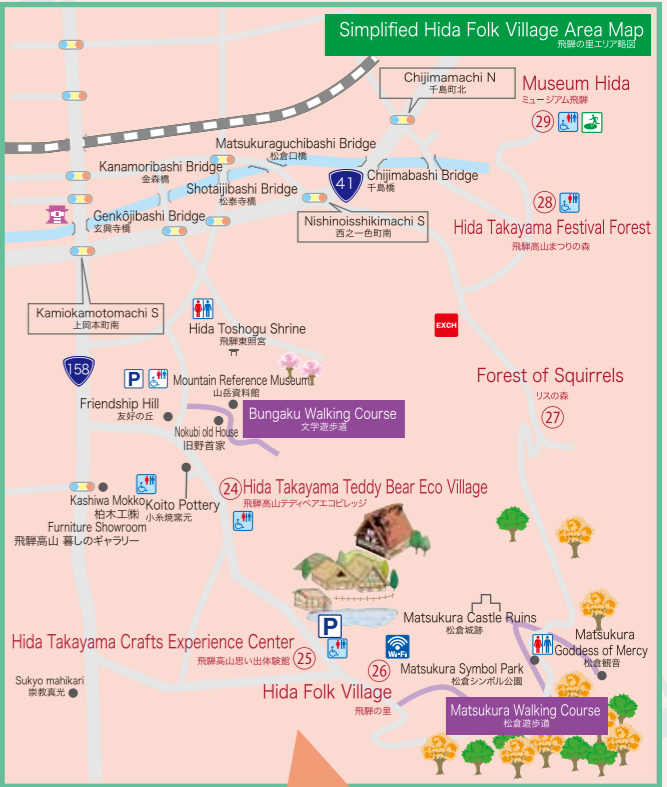 Simplified Hida Folk Village Area Map
飛騨の里エリア略図
Chijimamachi N
千島町北
Museum Hida
ミュージアム飛騨
29
Matsukuraguchibashi Bridge
松倉口橋
Kanamoribashi Bridge
金森橋
41
Chijimabashi Bridge
千島橋
Shotaijibashi Bridge
松泰寺橋
28
Genkōjibashi Bridge
玄興寺橋
Nishinoisshikimachi S
西之一色町南
Hida Takayama Festival Forest
飛騨高山まつりの森
Kamiokamotomachi S
上岡本町南
Hida Toshogu Shrine
飛騨東照宮
EXCH
158
P
Mountain Reference Museum
山岳資料館
Forest of Squirrels
リスの森
27
Friendship Hill
友好の丘
Bungaku Walking Course
文学遊歩道
Nokubi old House
旧野首家
24 Hida Takayama Teddy Bear Eco Village
飛騨高山テディベアエコビレッジ
Kashiwa Mokko
柏木工㈱
Koito Pottery
小糸焼窯元
Furniture Showroom
飛騨高山 暮しのギャラリー
P
Matsukura Castle Ruins
松倉城跡
Hida Takayama Crafts Experience Center
飛騨高山思い出体験館 25
Wi-Fi
Matsukura
Goddess of Mercy
松倉観音
26
Matsukura Symbol Park
松倉シンボル公園
Sukyo mahikari
崇教真光
Hida Folk Village
飛騨の里
Matsukura Walking Course
松倉遊歩道